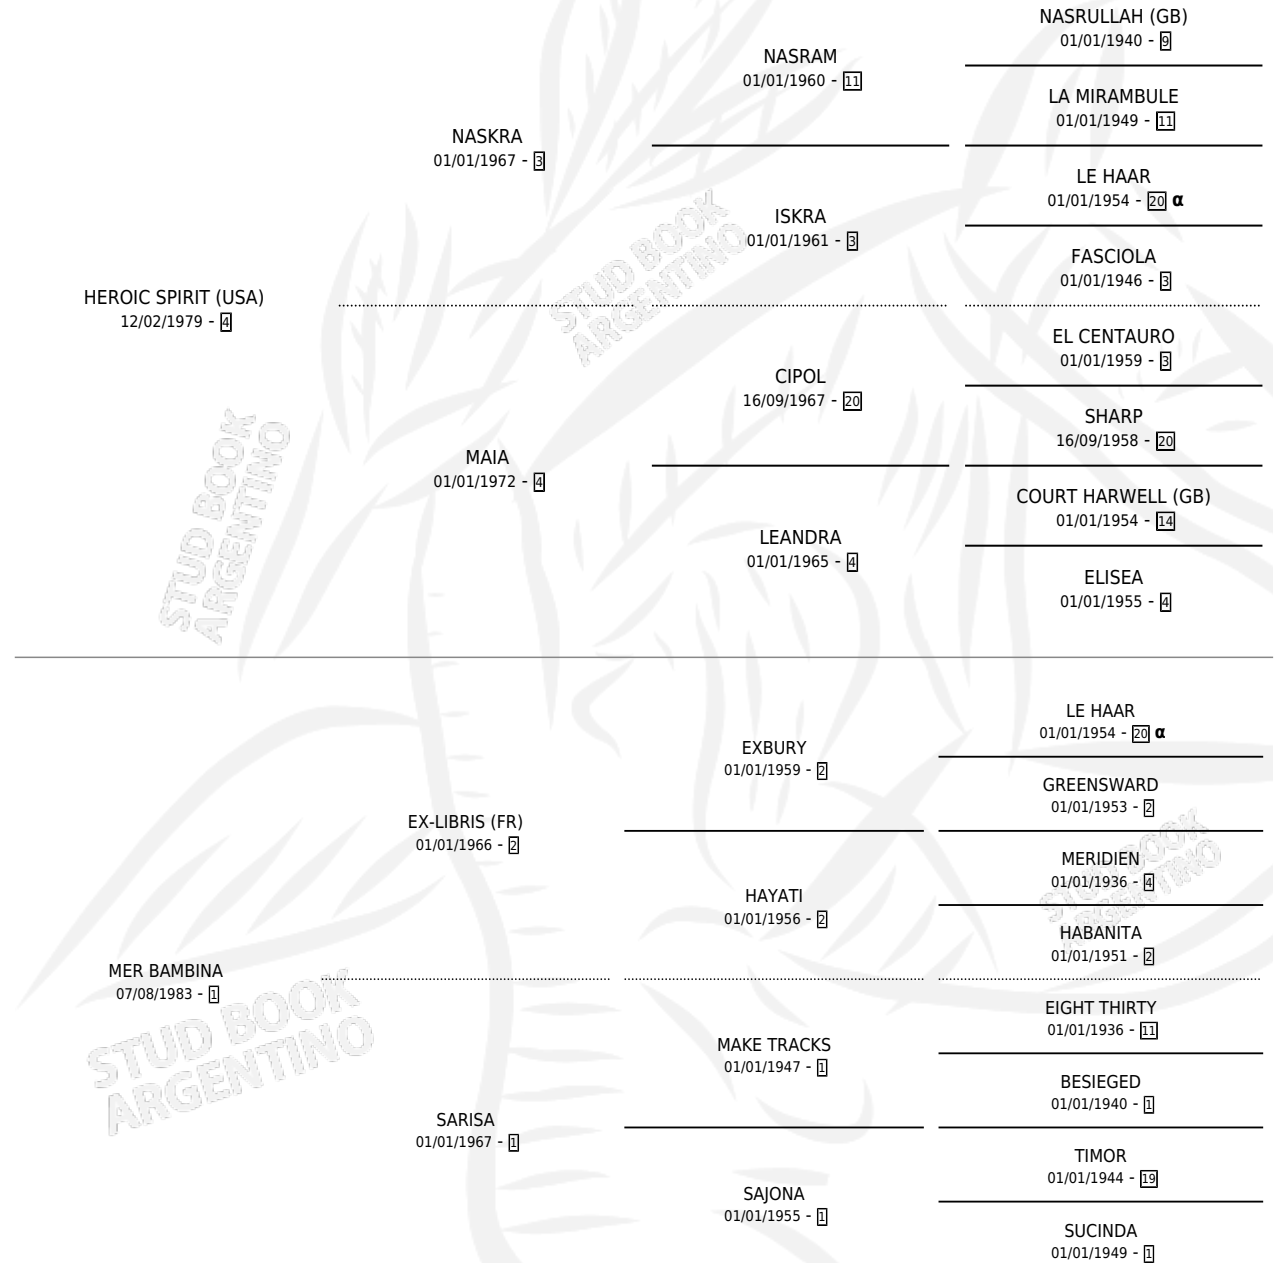 NASRULLAH (GB)
01/01/1940 - 9
NASRAM
01/01/1960 - 11
LA MIRAMBULE
01/01/1949 - 11
NASKRA
01/01/1967 - 3
LE HAAR
01/01/1954 - 20 α
ISKRA
01/01/1961 - 3
FASCIOLA
01/01/1946 - 3
HEROIC SPIRIT (USA)
12/02/1979 - 4
EL CENTAURO
01/01/1959 - 3
CIPOL
16/09/1967 - 20
SHARP
16/09/1958 - 20
MAIA
01/01/1972 - 4
COURT HARWELL (GB)
01/01/1954 - 14
LEANDRA
01/01/1965 - 4
ELISEA
01/01/1955 - 4
LE HAAR
01/01/1954 - 20 α
EXBURY
01/01/1959 - 2
GREENSWARD
01/01/1953 - 2
EX-LIBRIS (FR)
01/01/1966 - 2
MERIDIEN
01/01/1936 - 4
HAYATI
01/01/1956 - 2
HABANITA
01/01/1951 - 2
MER BAMBINA
07/08/1983 - 1
EIGHT THIRTY
01/01/1936 - 11
MAKE TRACKS
01/01/1947 - 1
BESIEGED
01/01/1940 - 1
SARISA
01/01/1967 - 1
TIMOR
01/01/1944 - 19
SAJONA
01/01/1955 - 1
SUCINDA
01/01/1949 - 1
STUD BOOK
ARGENTINO
STUD BOOK
ARGENTINO
STUD BOOK
ARGENTINO
STUD BOOK
ARGENTINO